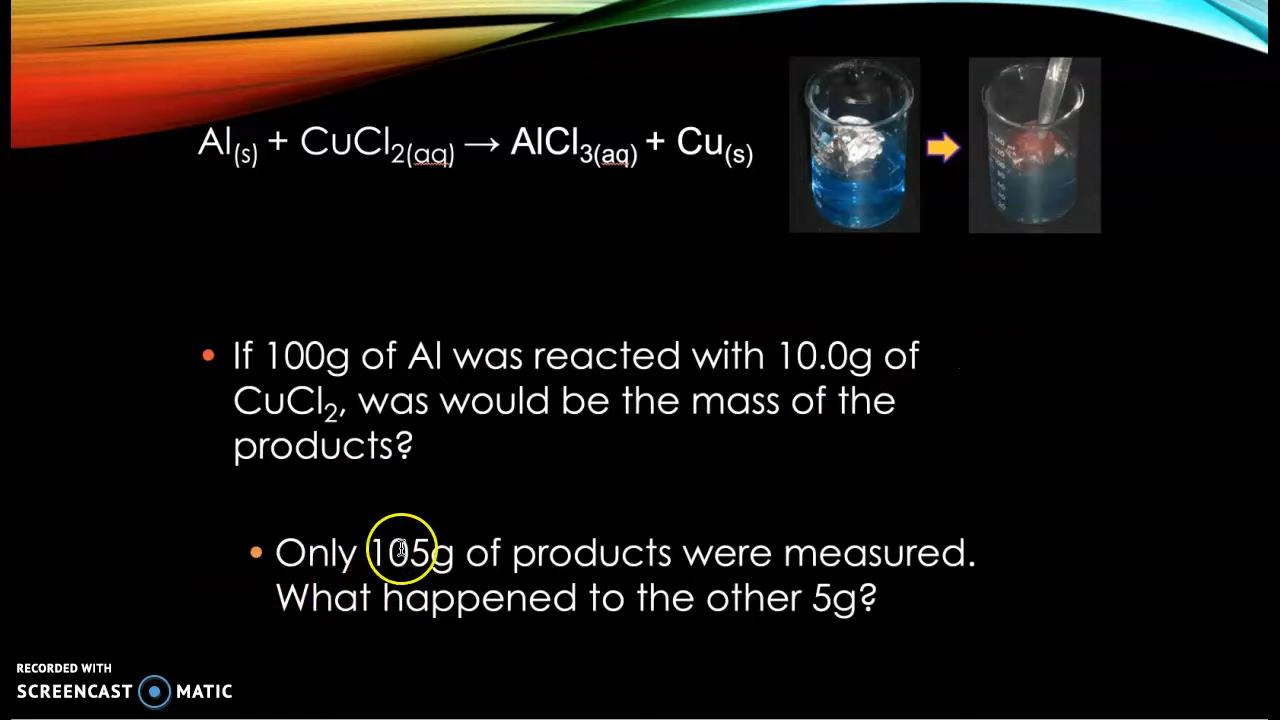 Al(s) + CuCl2(aq) → AlCl3(aq) + Cu(s)
• If 100g of Al was reacted with 10.0g of
CuCl2, was would be the mass of the
products?
• Only 105g of products were measured.
What happened to the other 5g?
RECORDED WITH
SCREENCAST MATIC